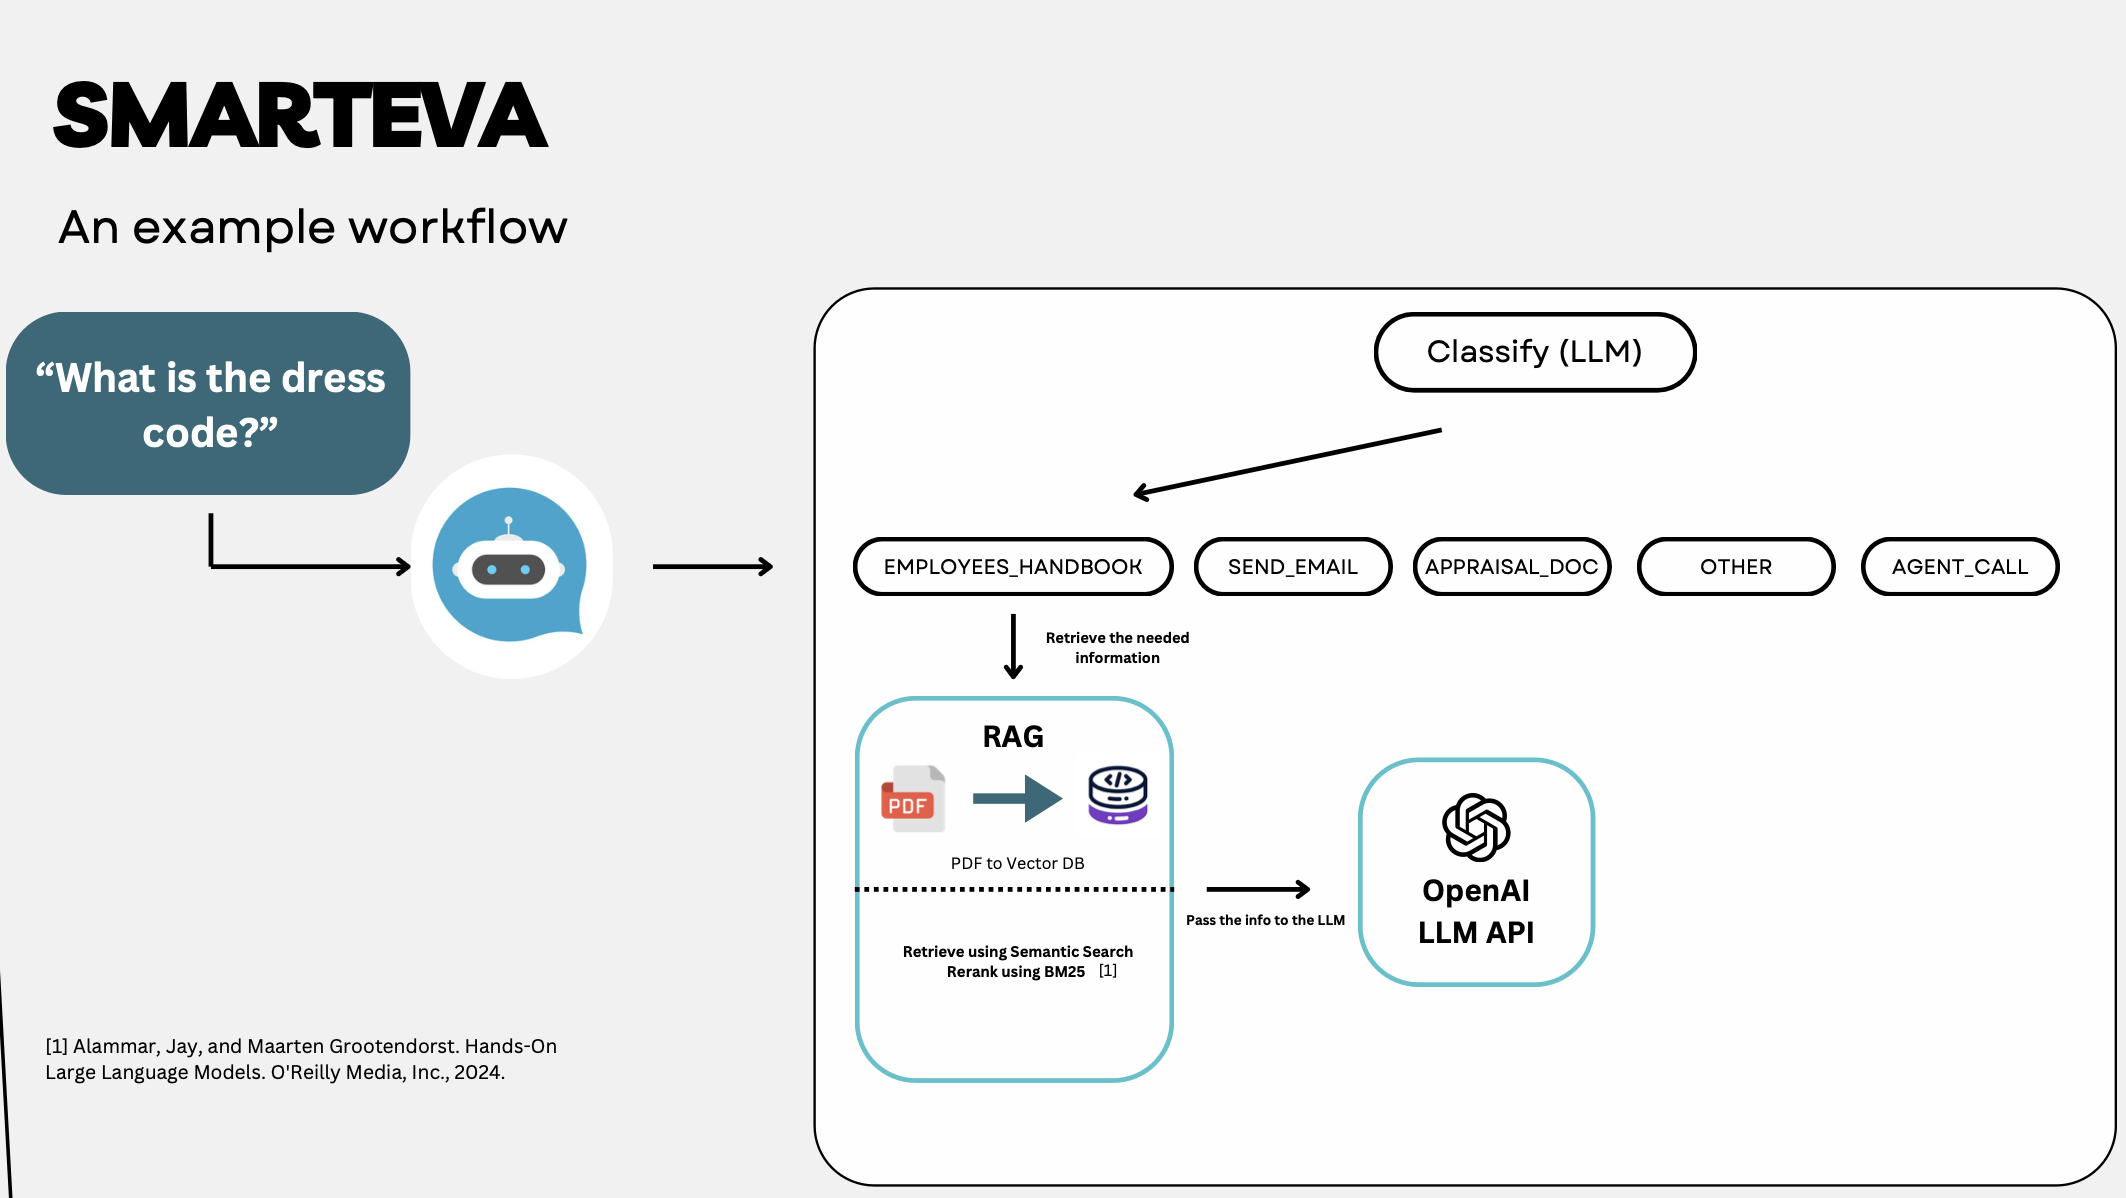 SMARTEVA
An example workflow
“What is the dress
code?”
Classify (LLM)
EMPLOYEES_HANDBOOK
SEND_EMAIL
APPRAISAL_DOC
OTHER
AGENT_CALL
Retrieve the needed
information
RAG
PDF
</>
PDF to Vector DB
Retrieve using Semantic Search
Rerank using BM25 [1]
Pass the info to the LLM
OpenAI
LLM API
[1] Alammar, Jay, and Maarten Grootendorst. Hands-On
Large Language Models. O'Reilly Media, Inc., 2024.